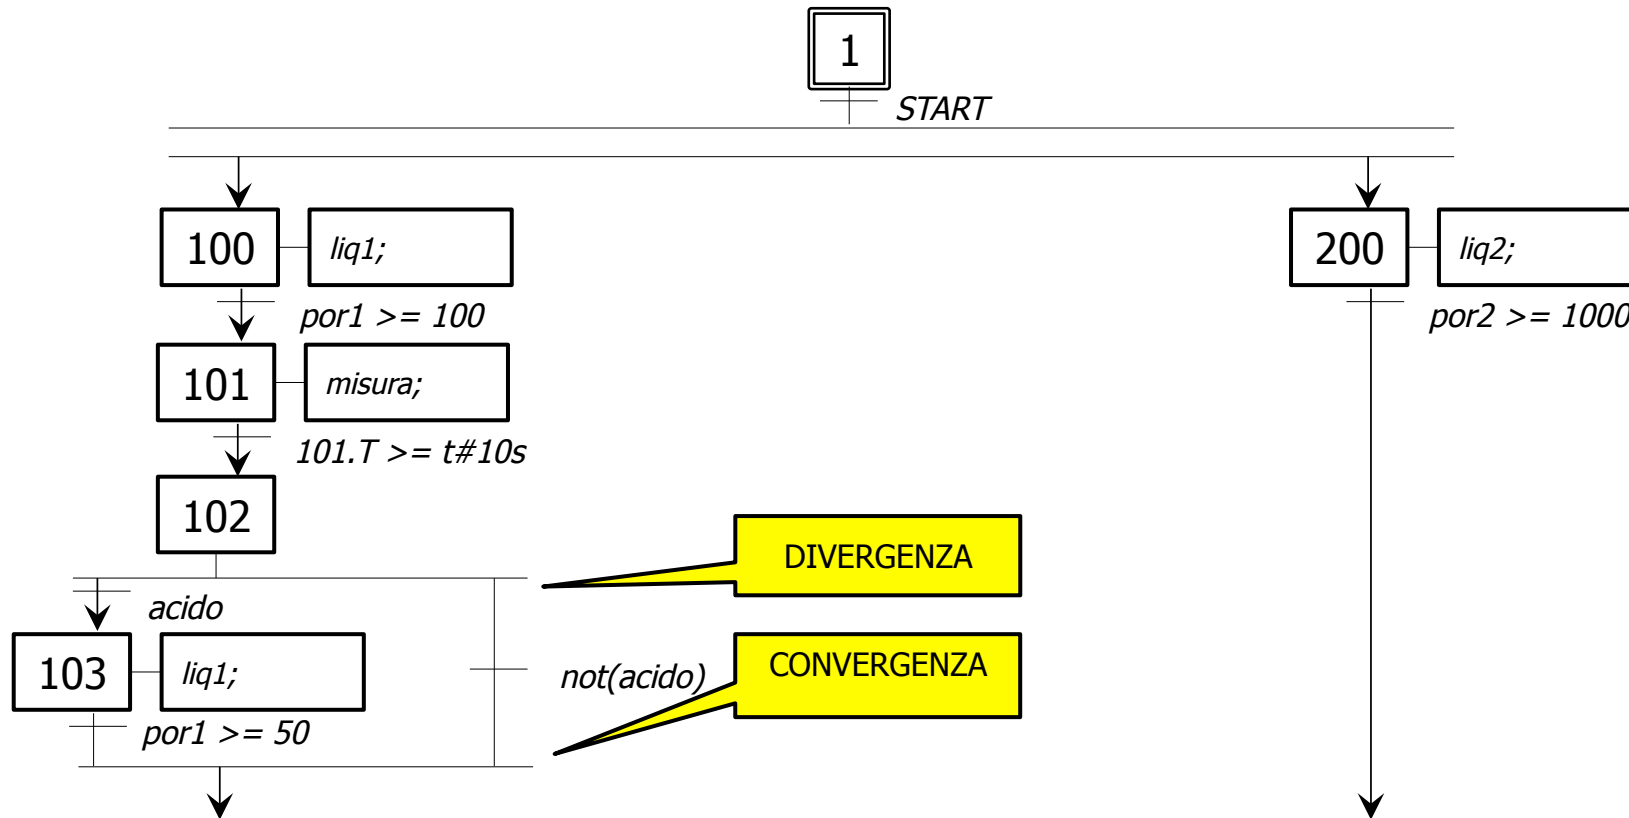 1
START
100
liq1;
200
liq2;
por1 >= 100
por2 >= 1000
101
misura;
101.T >= t#10s
102
DIVERGENZA
acido
103
liq1;
not(acido)
CONVERGENZA
por1 >= 50